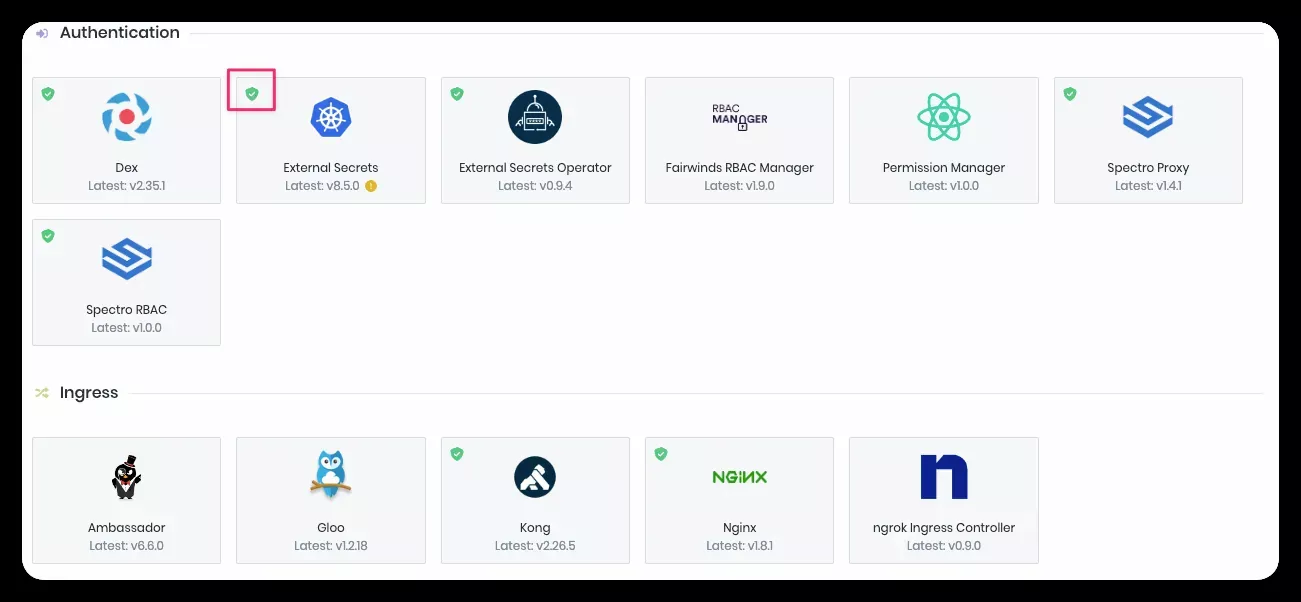 Authentication
Dex
Latest: v2.35.1
External Secrets
Latest: v8.5.0
External Secrets Operator
Latest: v0.9.4
RBAC
MANAGER
Fairwinds RBAC Manager
Latest: v1.9.0
Permission Manager
Latest: v1.0.0
Spectro Proxy
Latest: v1.4.1
Spectro RBAC
Latest: v1.0.0
Ingress
Ambassador
Latest: v6.6.0
Gloo
Latest: v1.2.18
Kong
Latest: v2.26.5
NGINX
Nginx
Latest: v1.8.1
n
ngrok Ingress Controller
Latest: v0.9.0